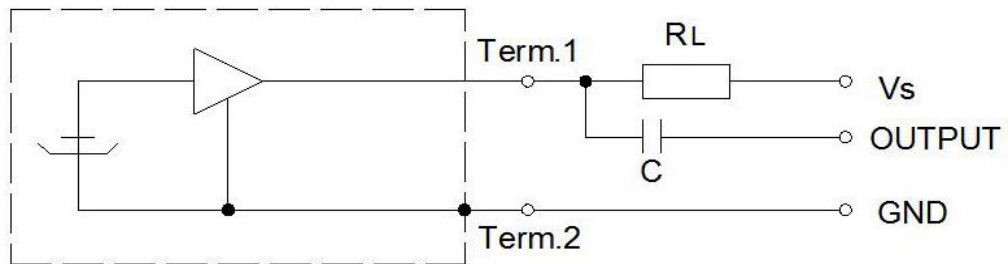 Term.1
RL
Vs
OUTPUT
C
GND
Term.2